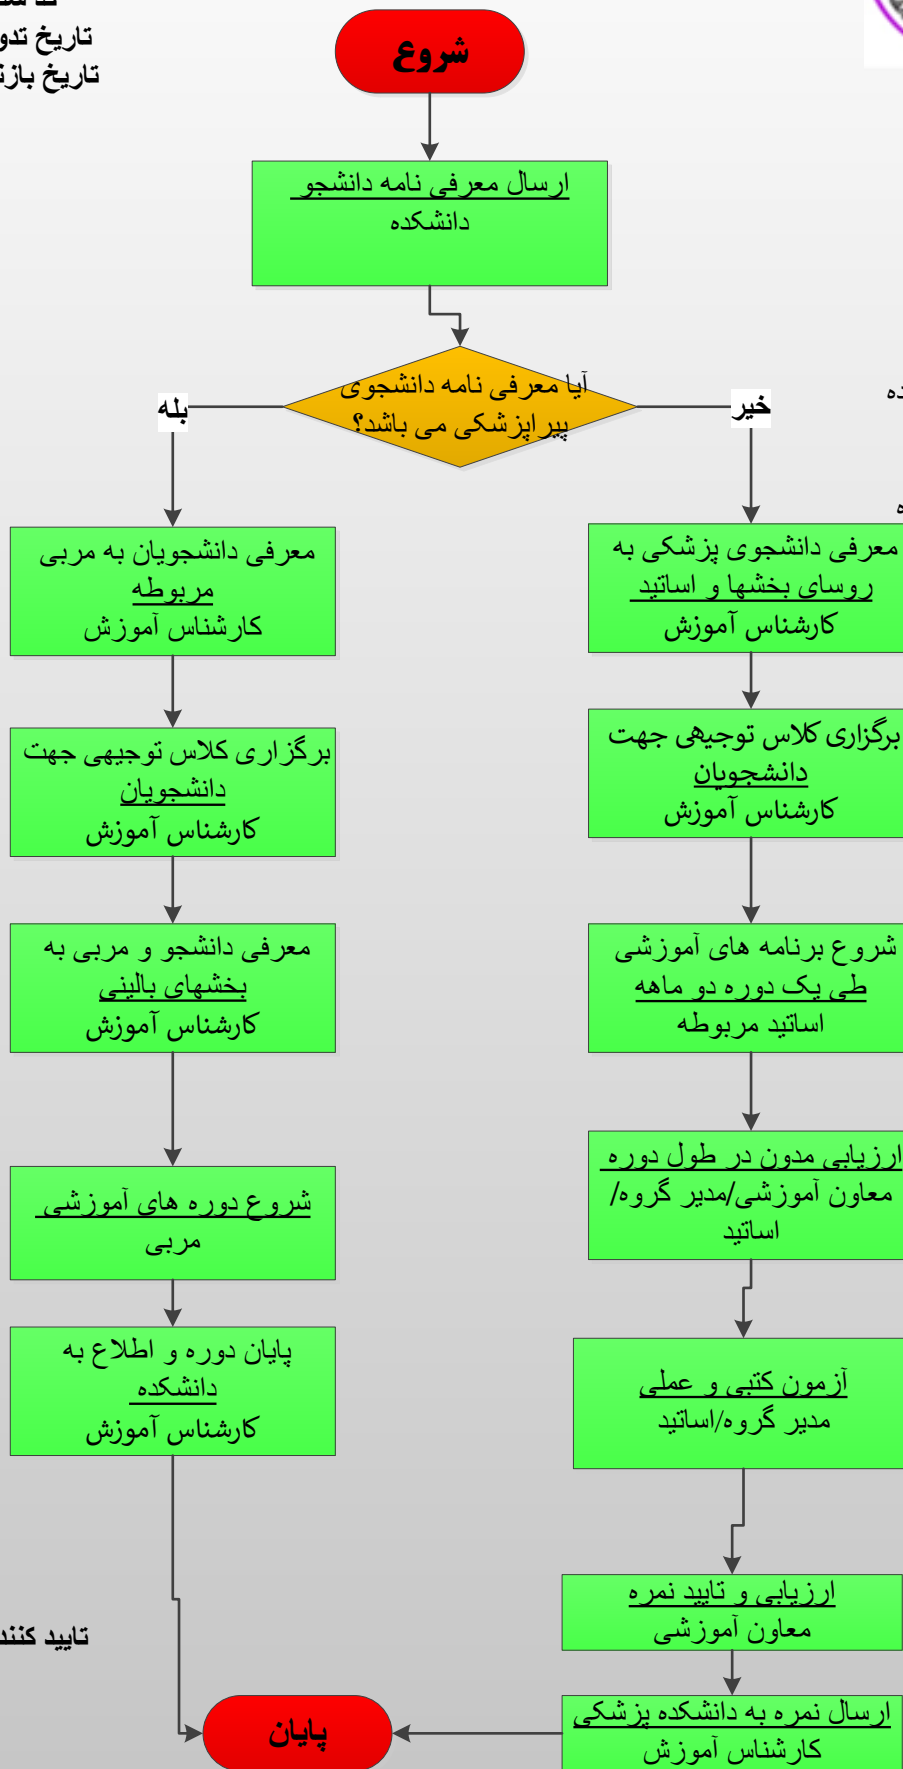 تاریخ
تاریخ
شروع
ارسال معرفی نامه دانشجو
دانشکده
آیا معرفی نامه دانشجوی
پیراپزشکی می باشد؟
خیر
بله
معرفی دانشجوی پزشکی به
روسای بخشها و اساتید
کارشناس آموزش
برگزاری کلاس توجیهی جهت
دانشجویان
کارشناس آموزش
شروع برنامه های آموزشی
طی یک دوره دو ماهه
اساتید مربوطه
ارزیابی مدون در طول دوره
معاون آموزشی/مدیر گروه/
اساتید
آزمون کتبی و عملی
مدیر گروه/اساتید
ارزیابی و تایید نمره
معاون آموزشی
ارسال نمره به دانشکده پزشکی
کارشناس آموزش
معرفی دانشجویان به مربی
مربوطه
کارشناس آموزش
برگزاری کلاس توجیهی جهت
دانشجویان
کارشناس آموزش
معرفی دانشجو و مربی به
بخشهای بالینی
کارشناس آموزش
شروع دوره های آموزشی
مربی
پایان دوره و اطلاع به
دانشکده
کارشناس آموزش
تایید
پایان